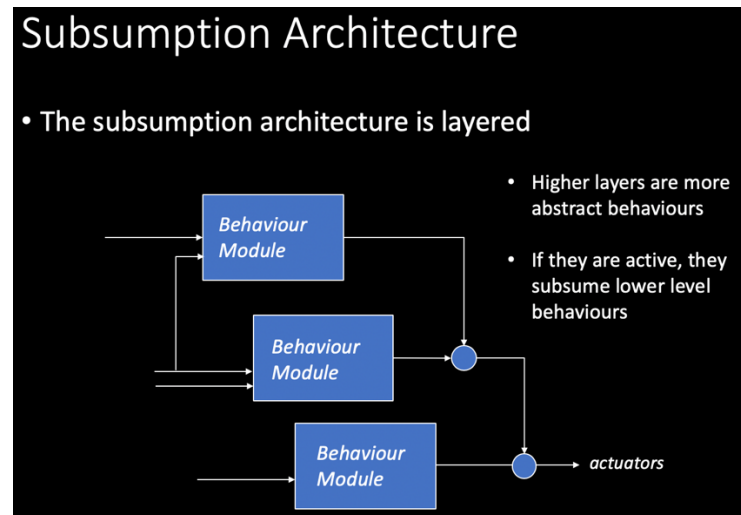 Subsumption Architecture
• The subsumption architecture is layered
• Higher layers are more
abstract behaviours
• If they are active, they
subsume lower level
behaviours
Behaviour
Module
Behaviour
Module
Behaviour
Module
actuators